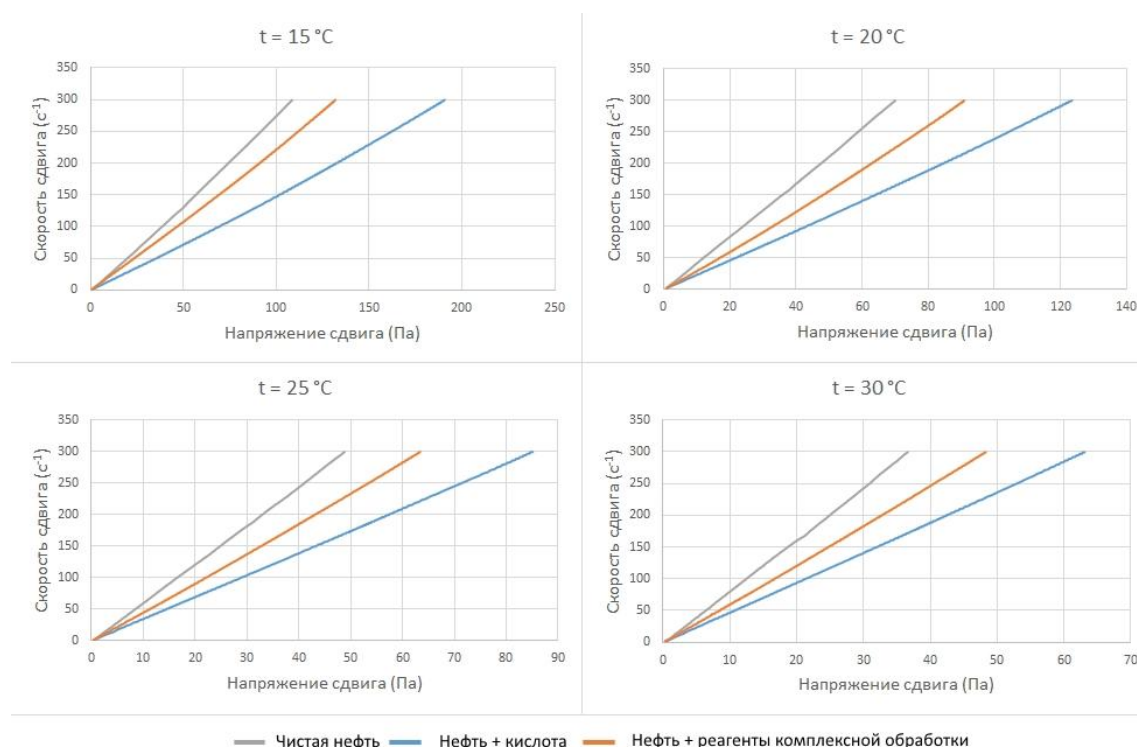 t = 15 °C
Скорость сдвига (с⁻¹)
350
300
250
200
150
100
50
0
0 50 100 150 200 250
Напряжение сдвига (Па)
t = 20 °C
Скорость сдвига (с⁻¹)
350
300
250
200
150
100
50
0
0 20 40 60 80 100 120 140
Напряжение сдвига (Па)
t = 25 °C
Скорость сдвига (с⁻¹)
350
300
250
200
150
100
50
0
0 10 20 30 40 50 60 70 80 90
Напряжение сдвига (Па)
t = 30 °C
Скорость сдвига (с⁻¹)
350
300
250
200
150
100
50
0
0 10 20 30 40 50 60 70
Напряжение сдвига (Па)
Чистая нефть Нефть + кислота Нефть + реагенты комплексной обработки